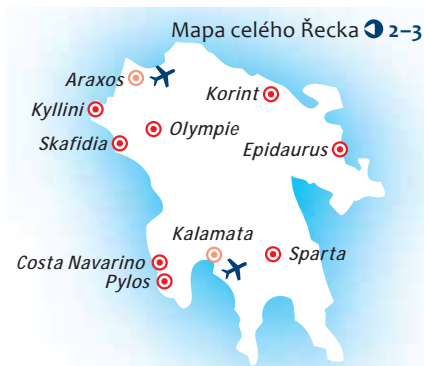 Mapa celého Řecka 2–3
Araxos
Korint
Kyllini
Olympie
Skafidia
Epidaurus
Kalamata
Sparta
Costa Navarino
Pylos